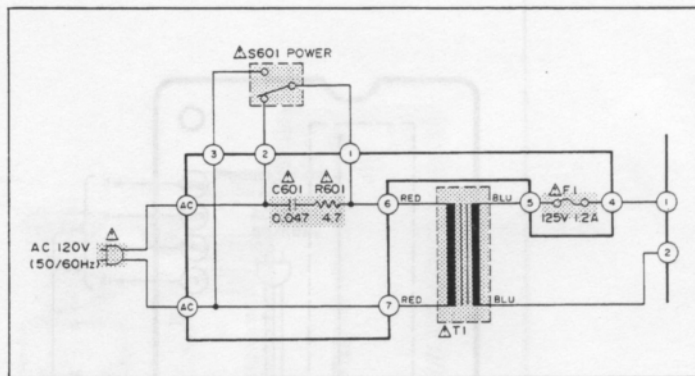 ⚠S601 POWER
3
2
1
⚠
C601
⚠
R601
AC
0.047
4.7
6
RED
BLU
5
⚠F.1
125V 1.2A
4
1
AC 120V
(50/60Hz)
⚠
2
AC
7
RED
BLU
⚠T1